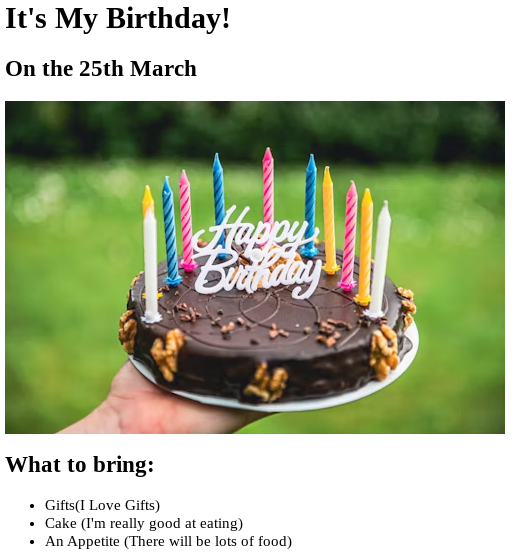 It's My Birthday!
On the 25th March
Happy
Birthday
What to bring:
Gifts(I Love Gifts)
Cake (I'm really good at eating)
An Appetite (There will be lots of food)